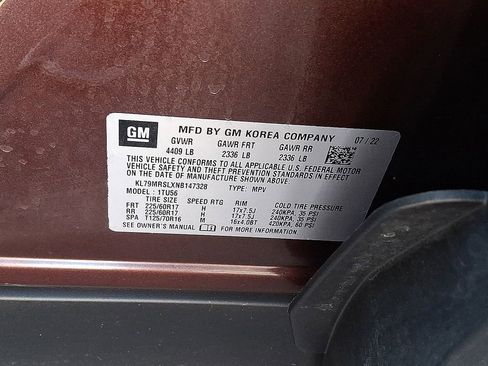 GM
MFD BY GM KOREA COMPANY 07/22
GVWR GAWR FRT GAWR RR
4409 LB 2336 LB 2336 LB
THIS VEHICLE CONFORMS TO ALL APPLICABLE U.S. FEDERAL MOTOR
VEHICLE SAFETY AND THEFT PREVENTION STANDARDS IN EFFECT
ON THE DATE OF MANUFACTURE SHOWN ABOVE.
KL79MRSLXNB147328 TYPE: MPV
MODEL: 1TU56
TIRE SIZE SPEED RTG RIM COLD TIRE PRESSURE
FRT 225/60R17 H 17x7.5J 240KPA, 35 PSI
RR 225/60R17 H 17x7.5J 240KPA, 35 PSI
SPA T125/70R16 M 16x4.0BT 420KPA, 60 PSI
SEE OWNER'S MANUAL FOR MORE INFORMATION.